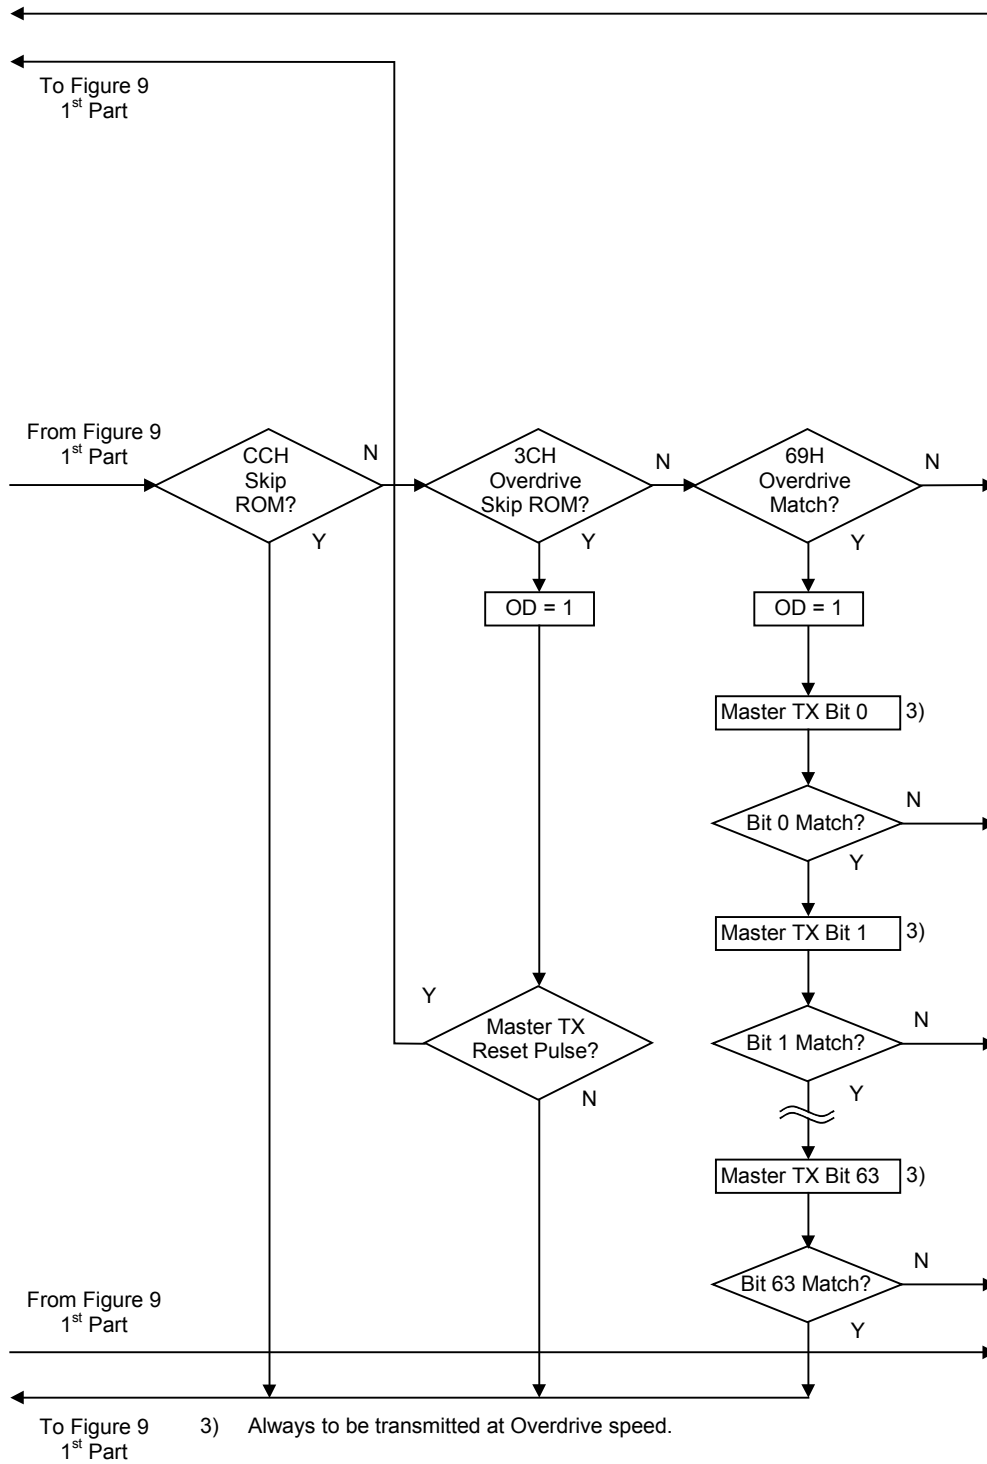 To Figure 9
1st Part
From Figure 9
1st Part
CCH
Skip
ROM?
N
Y
3CH
Overdrive
Skip ROM?
N
Y
69H
Overdrive
Match?
N
Y
OD = 1
OD = 1
Master TX Bit 0
3)
Bit 0 Match?
N
Y
Master TX Bit 1
3)
Y
Master TX
Reset Pulse?
N
Bit 1 Match?
N
Y
Master TX Bit 63
3)
Bit 63 Match?
N
Y
From Figure 9
1st Part
To Figure 9
1st Part
3) Always to be transmitted at Overdrive speed.